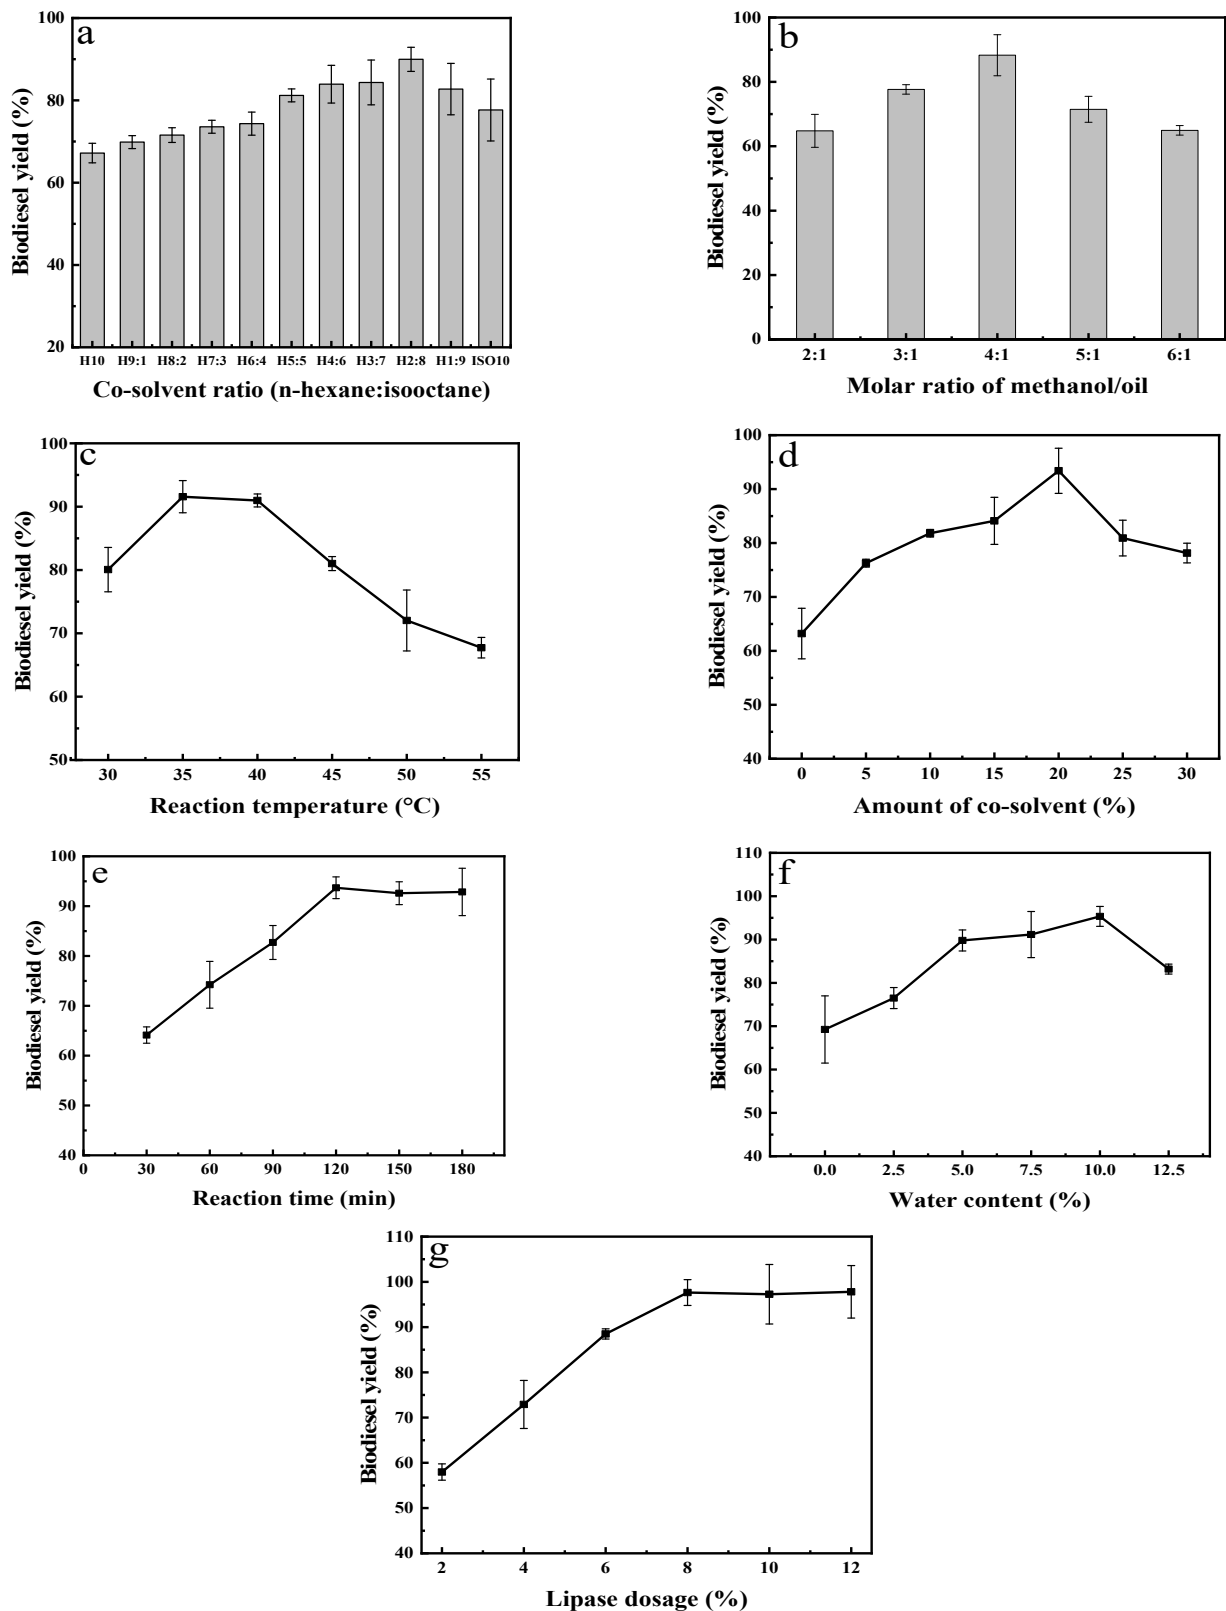 a
100
80
60
40
20
Biodiesel yield (%)
H10 H9:1 H8:2 H7:3 H6:4 H5:5 H4:6 H3:7 H2:8 H1:9 ISO10
Co-solvent ratio (n-hexane:isooctane)
b
100
80
60
40
20
0
Biodiesel yield (%)
2:1 3:1 4:1 5:1 6:1
Molar ratio of methanol/oil
c
100
90
80
70
60
50
Biodiesel yield (%)
30 35 40 45 50 55
Reaction temperature (°C)
d
100
90
80
70
60
50
40
Biodiesel yield (%)
0 5 10 15 20 25 30
Amount of co-solvent (%)
e
100
90
80
70
60
50
40
Biodiesel yield (%)
0 30 60 90 120 150 180
Reaction time (min)
f
110
100
90
80
70
60
50
40
Biodiesel yield (%)
0.0 2.5 5.0 7.5 10.0 12.5
Water content (%)
g
110
100
90
80
70
60
50
40
Biodiesel yield (%)
2 4 6 8 10 12
Lipase dosage (%)